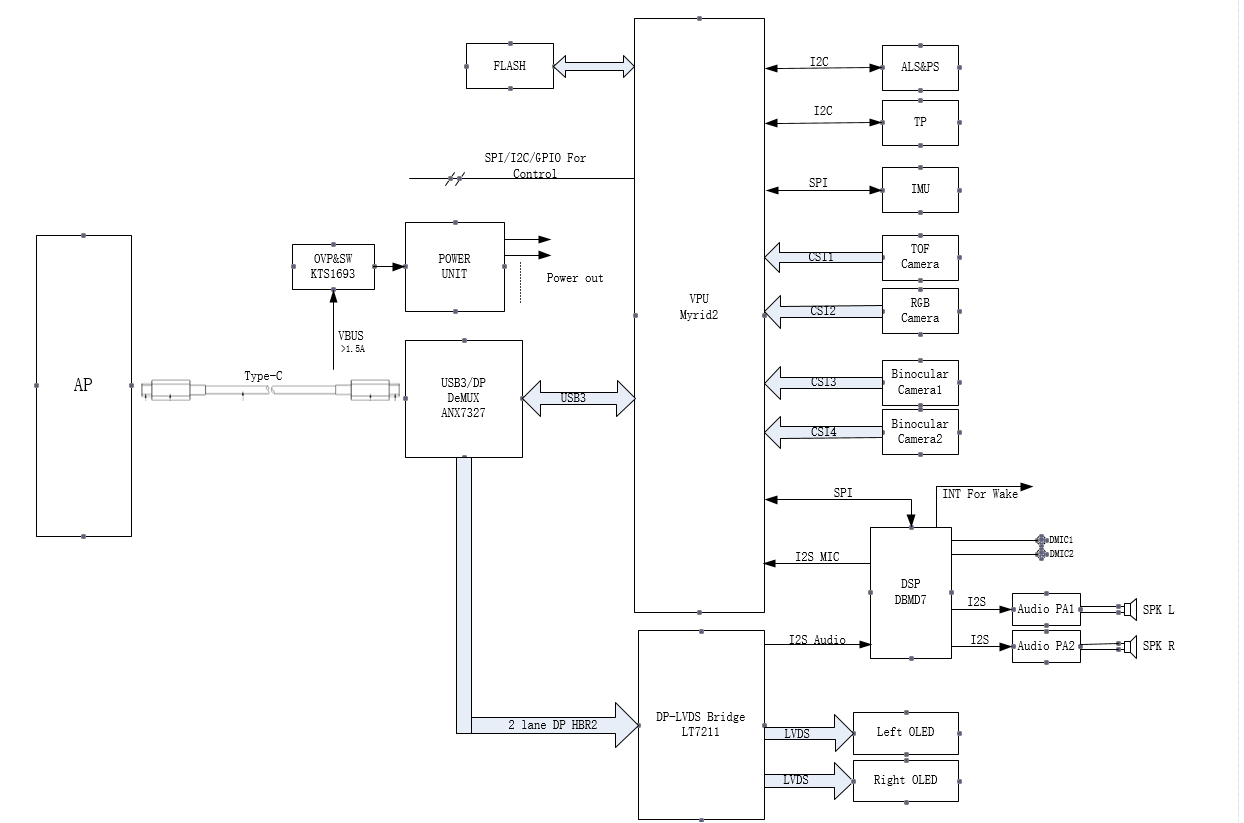 FLASH
I2C
ALS&PS
I2C
TP
SPI/I2C/GPIO For
Control
SPI
IMU
OVP&SW
KTS1693
POWER
UNIT
Power out
CSI1
TOF
Camera
VPU
Myrid2
CSI2
RGB
Camera
VBUS
>1.5A
AP
Type-C
USB3/DP
DeMUX
ANX7327
USB3
CSI3
Binocular
Camera1
CSI4
Binocular
Camera2
SPI
INT For Wake
DMIC1
DMIC2
I2S MIC
DSP
DBMD7
I2S
Audio PA1
SPK L
I2S Audio
I2S
Audio PA2
SPK R
2 lane DP HBR2
DP-LVDS Bridge
LT7211
LVDS
Left OLED
LVDS
Right OLED